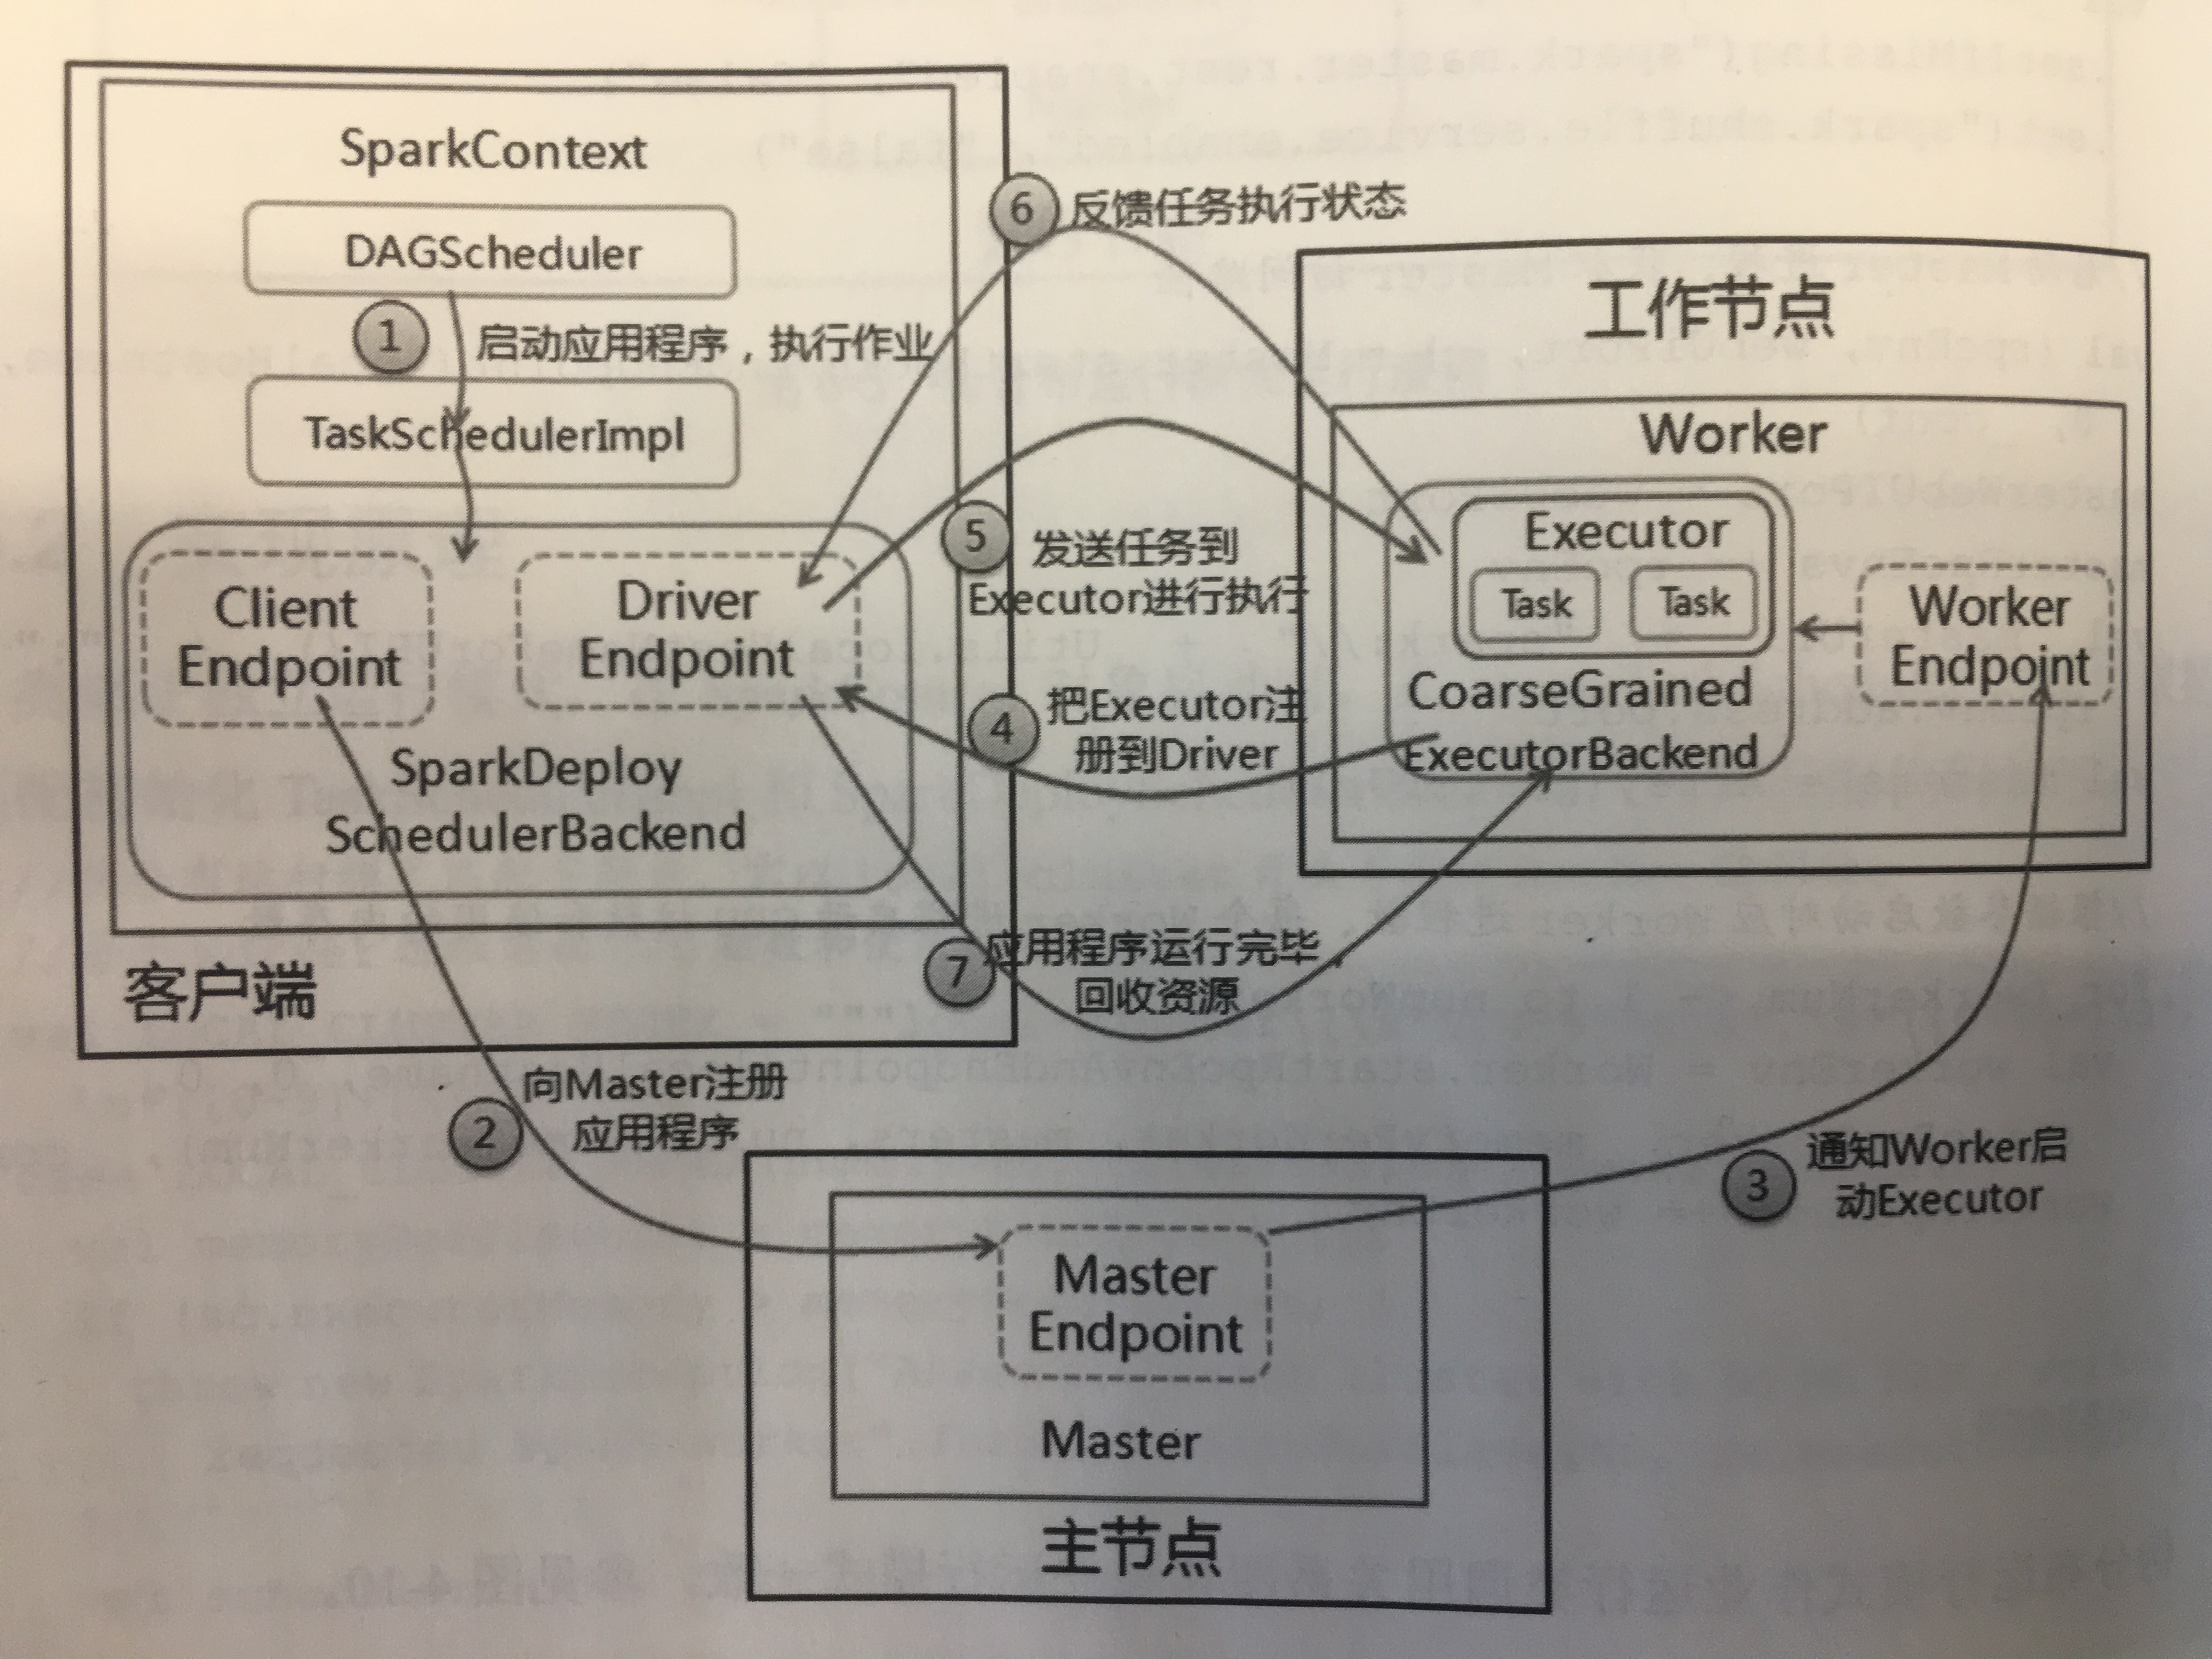 SparkContext
DAGScheduler
1
启动应用程序，执行作业
TaskSchedulerImpl
Client
Endpoint
Driver
Endpoint
SparkDeploy
SchedulerBackend
客户端
6
反馈任务执行状态
5
发送任务到
Executor进行执行
4
把Executor注
册到Driver
7
应用程序运行完毕，
回收资源
工作节点
Worker
Executor
Task
Task
CoarseGrained
ExecutorBackend
Worker
Endpoint
2
向Master注册
应用程序
3
通知Worker启
动Executor
Master
Endpoint
Master
主节点